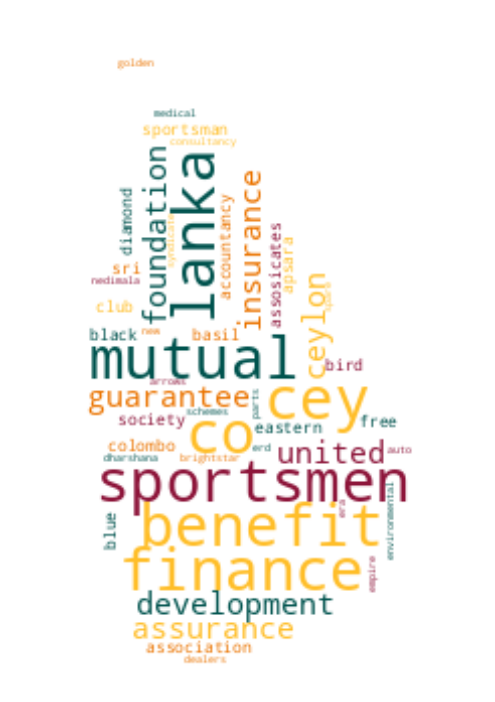 golden
medical
sportsman
consultancy
foundation
lanka
diamond
syndicate
accountancy
insurance
assosicates
apsara
sri
nedimala
club
ceylon
black
new
basil
mutual
bird
arrows
guarantee
cey
parts
schemes
society
co
eastern
free
colombo
erd
united
auto
dharshana
brightstar
sportsmen
blue
benefit
era
environmental
finance
empire
development
assurance
association
dealers